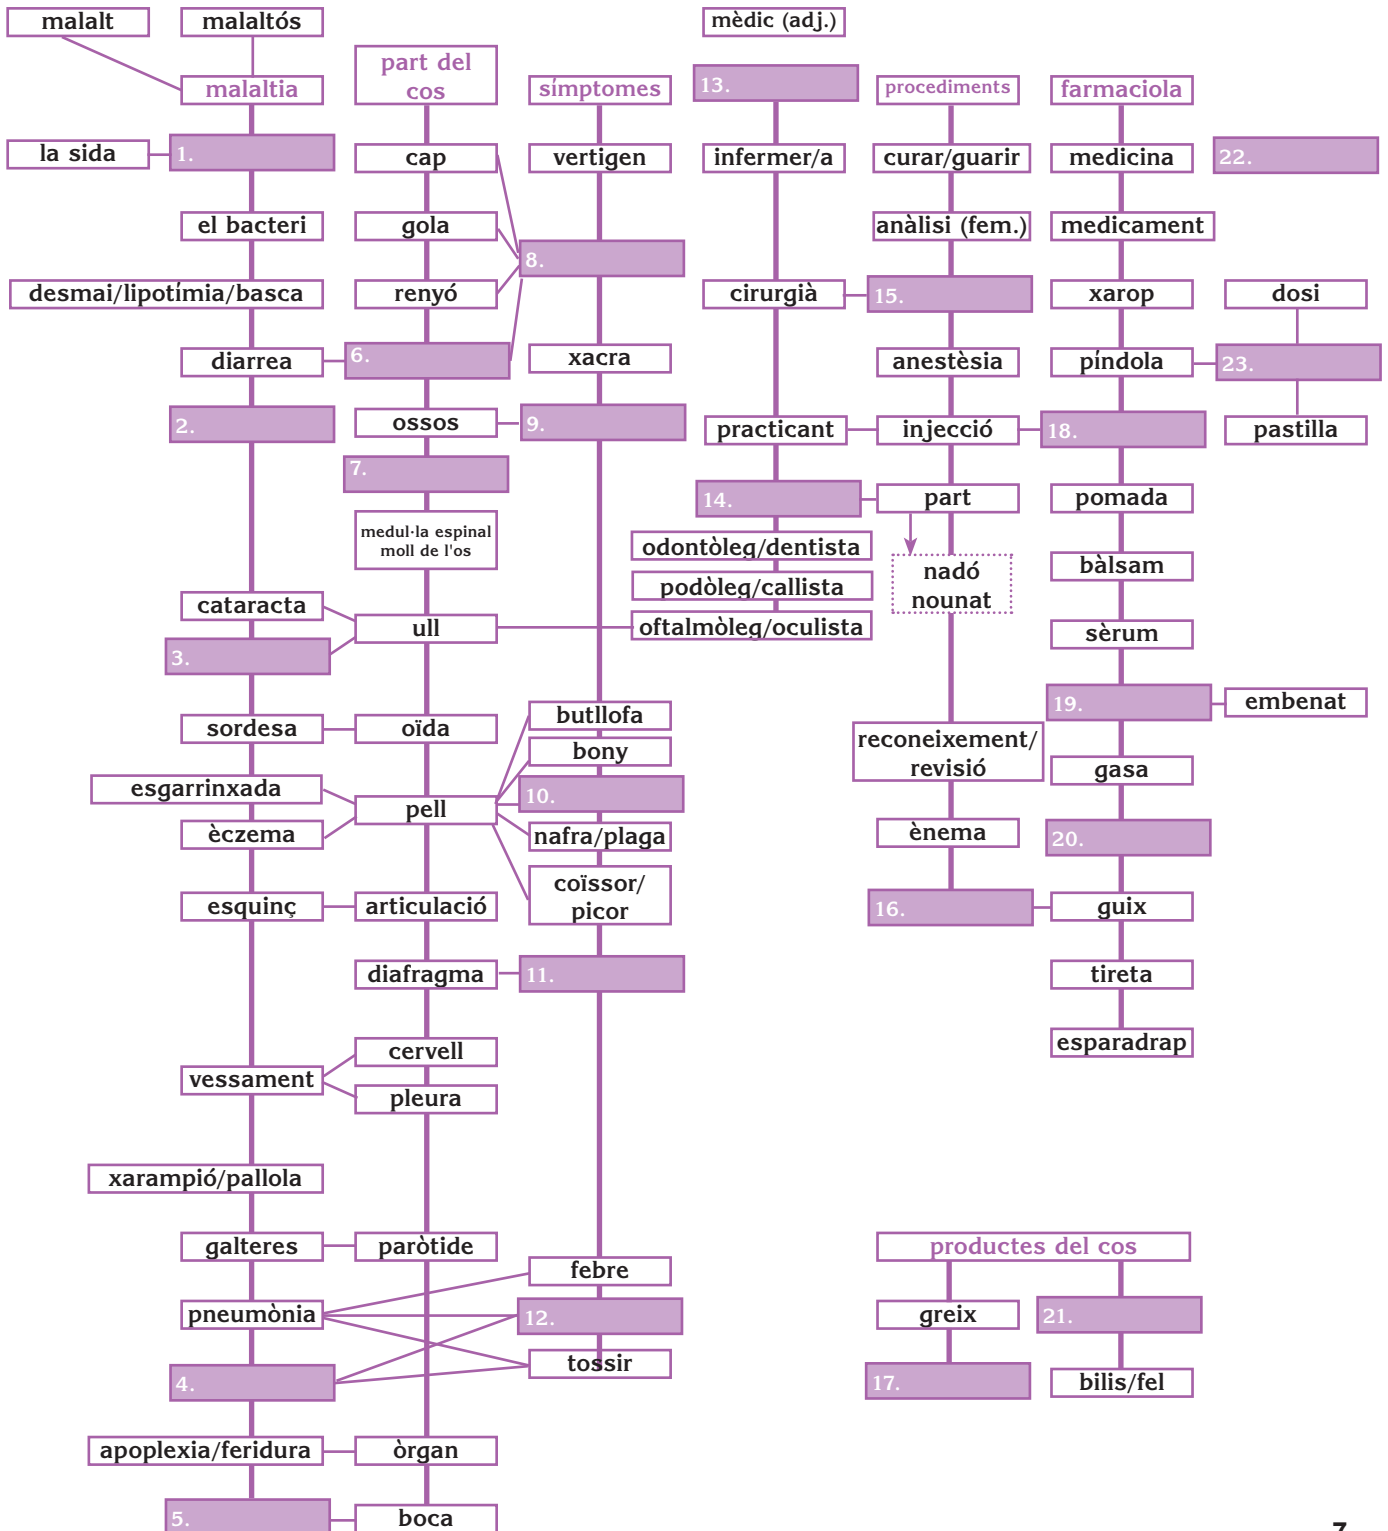 malalt
malaltós
mèdic (adj.)
part del
cos
malaltia
símptomes
13.
procediments
farmaciola
la sida
1.
cap
vertigen
infermer/a
curar/guarir
medicina
22.
el bacteri
gola
anàlisi (fem.)
medicament
8.
desmai/lipotímia/basca
renyó
cirurgià
15.
xarop
dosi
diarrea
6.
xacra
anestèsia
píndola
23.
2.
ossos
9.
practicant
injecció
18.
pastilla
7.
14.
part
pomada
medul·la espinal
moll de l'os
odontòleg/dentista
nadó
nounat
bàlsam
podòleg/callista
cataracta
ull
oftalmòleg/oculista
sèrum
3.
19.
embenat
sordesa
oïda
butllofa
bony
reconeixement/
revisió
gasa
esgarrinxada
pell
10.
èczema
nafra/plaga
ènema
20.
coïssor/
picor
esquinç
articulació
16.
guix
diafragma
11.
tireta
cervell
esparadrap
vessament
pleura
xarampió/pallola
galteres
paròtide
productes del cos
febre
pneumònia
12.
greix
21.
tossir
4.
17.
bilis/fel
apoplexia/feridura
òrgan
5.
boca
7